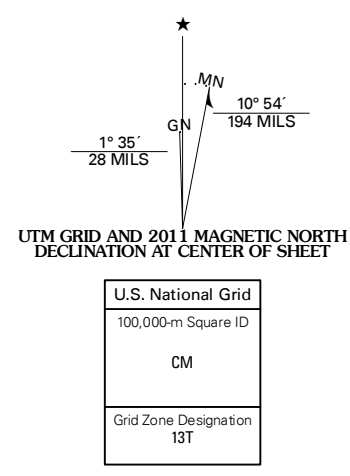 ★
MN
10° 54´
194 MILS
GN
1° 35´
28 MILS
UTM GRID AND 2011 MAGNETIC NORTH
DECLINATION AT CENTER OF SHEET
U.S. National Grid
100,000-m Square ID
CM
Grid Zone Designation
13T